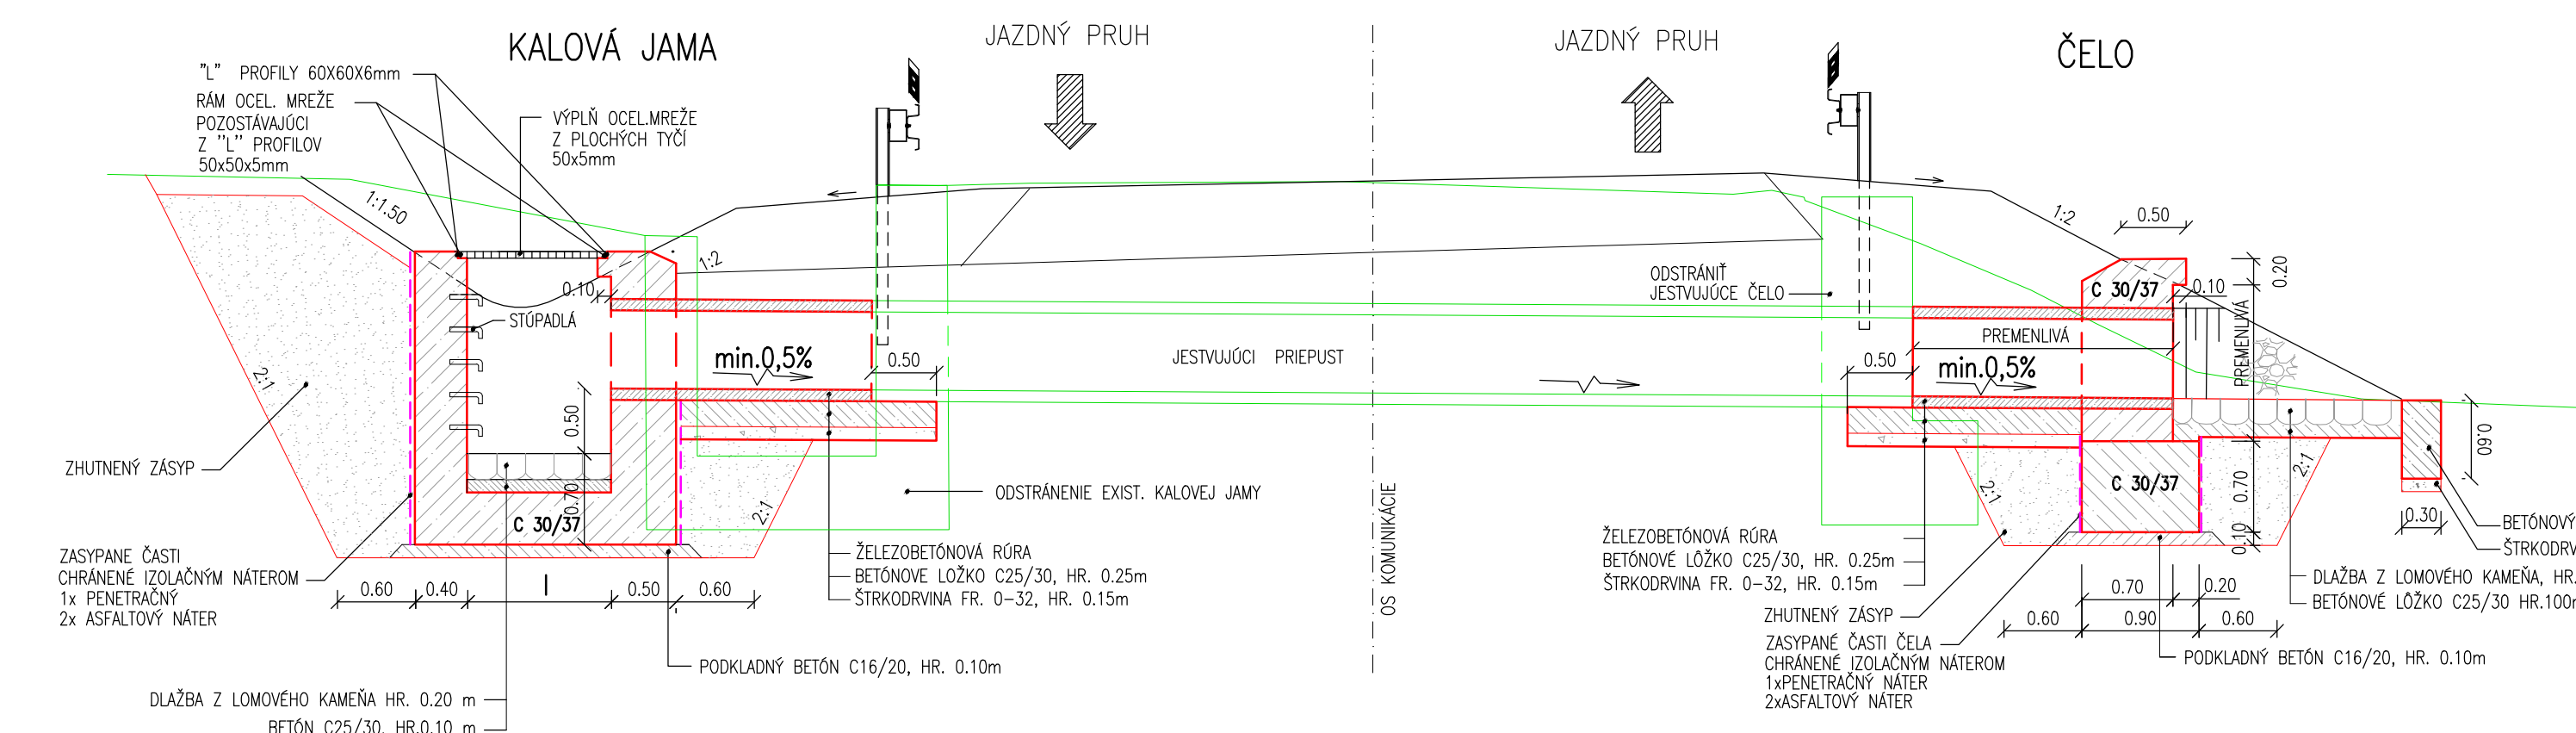 KALOVÁ JAMA
JAZDNÝ PRUH
JAZDNÝ PRUH
ČELO
"L" PROFILY 60X60X6mm
RÁM OCEL. MREŽE
POZOSTÁVAJÚCI
Z "L" PROFILOV
50x50x5mm
VÝPLŇ OCEL.MREŽE
Z PLOCHÝCH TYČÍ
50x5mm
1:1.50
1:2
0.10
STÚPADLÁ
min.0,5%
0.50
2:1
0.50
0.70
C 30/37
2:1
ZHUTNENÝ ZÁSYP
ZASYPANE ČASTI
CHRÁNENÉ IZOLAČNÝM NÁTEROM
1x PENETRAČNÝ
2x ASFALTOVÝ NÁTER
0.60
0.40
I
0.50
0.60
DLAŽBA Z LOMOVÉHO KAMEŇA HR. 0.20 m
BETÓN C25/30, HR.0.10 m
PODKLADNÝ BETÓN C16/20, HR. 0.10m
ŽELEZOBETÓNOVÁ RÚRA
BETÓNOVE LOŽKO C25/30, HR. 0.25m
ŠTRKODRVINA FR. 0-32, HR. 0.15m
ODSTRÁNENIE EXIST. KALOVEJ JAMY
JESTVUJÚCI PRIEPUST
OS KOMUNIKÁCIE
ODSTRÁNIŤ
JESTVUJÚCE ČELO
1:2
0.50
0.20
C 30/37
0.10
PREMENLIVÁ
PREMENLIVÁ
0.50
min.0,5%
0.60
C 30/37
2:1
2:1
0.70
0.10
0.30
ŽELEZOBETÓNOVÁ RÚRA
BETÓNOVÉ LÔŽKO C25/30, HR. 0.25m
ŠTRKODRVINA FR. 0-32, HR. 0.15m
ZHUTNENÝ ZÁSYP
ZASYPANÉ ČASTI ČELA
CHRÁNENÉ IZOLAČNÝM NÁTEROM
1xPENETRAČNÝ NÁTER
2xASFALTOVÝ NÁTER
0.70
0.20
0.60
0.90
0.60
PODKLADNÝ BETÓN C16/20, HR. 0.10m
BETÓNOVÝ
ŠTRKODRV
DLAŽBA Z LOMOVÉHO KAMEŇA, HR.
BETÓNOVÉ LÔŽKO C25/30 HR.100m